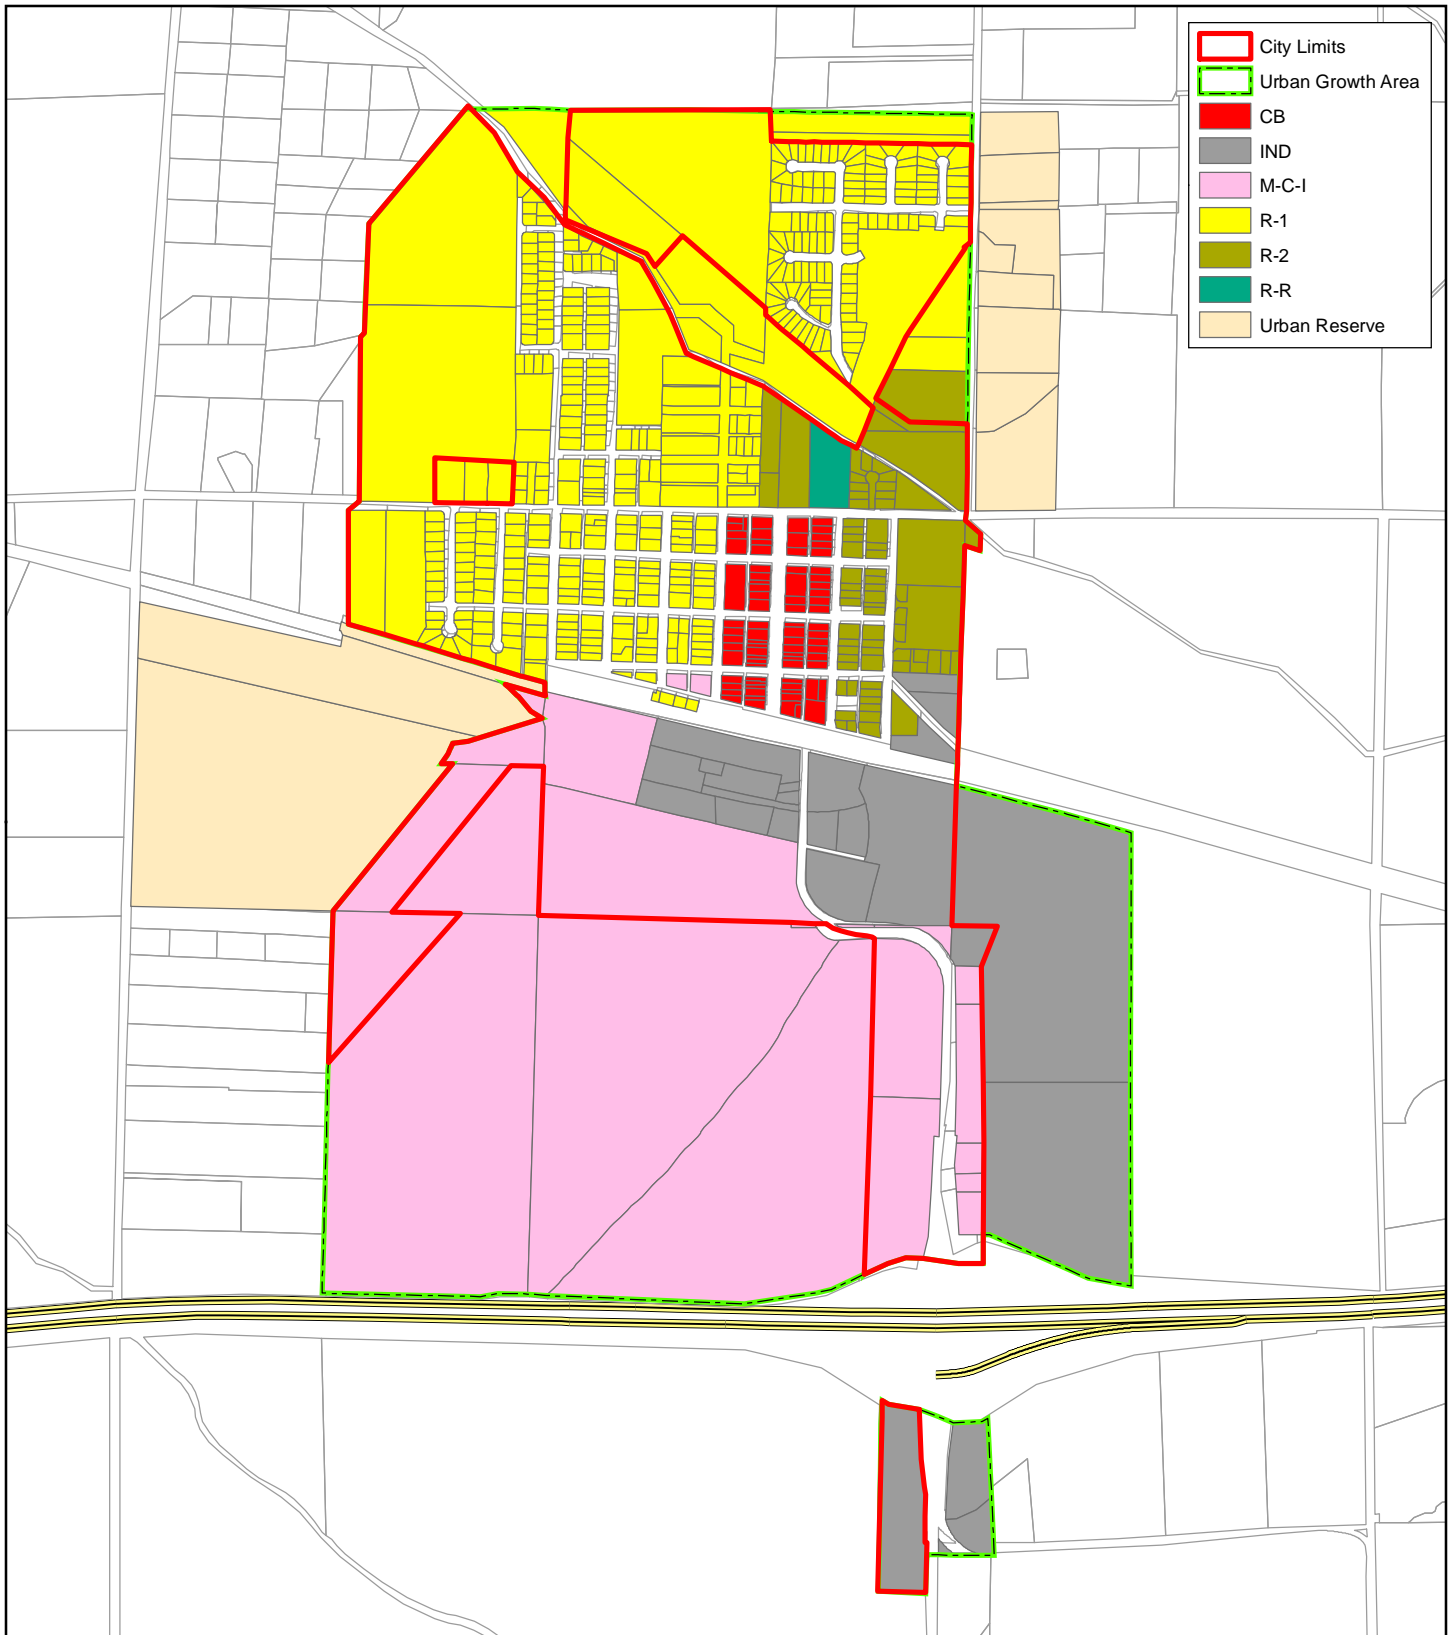 City Limits
Urban Growth Area
CB
IND
M-C-I
R-1
R-2
R-R
Urban Reserve